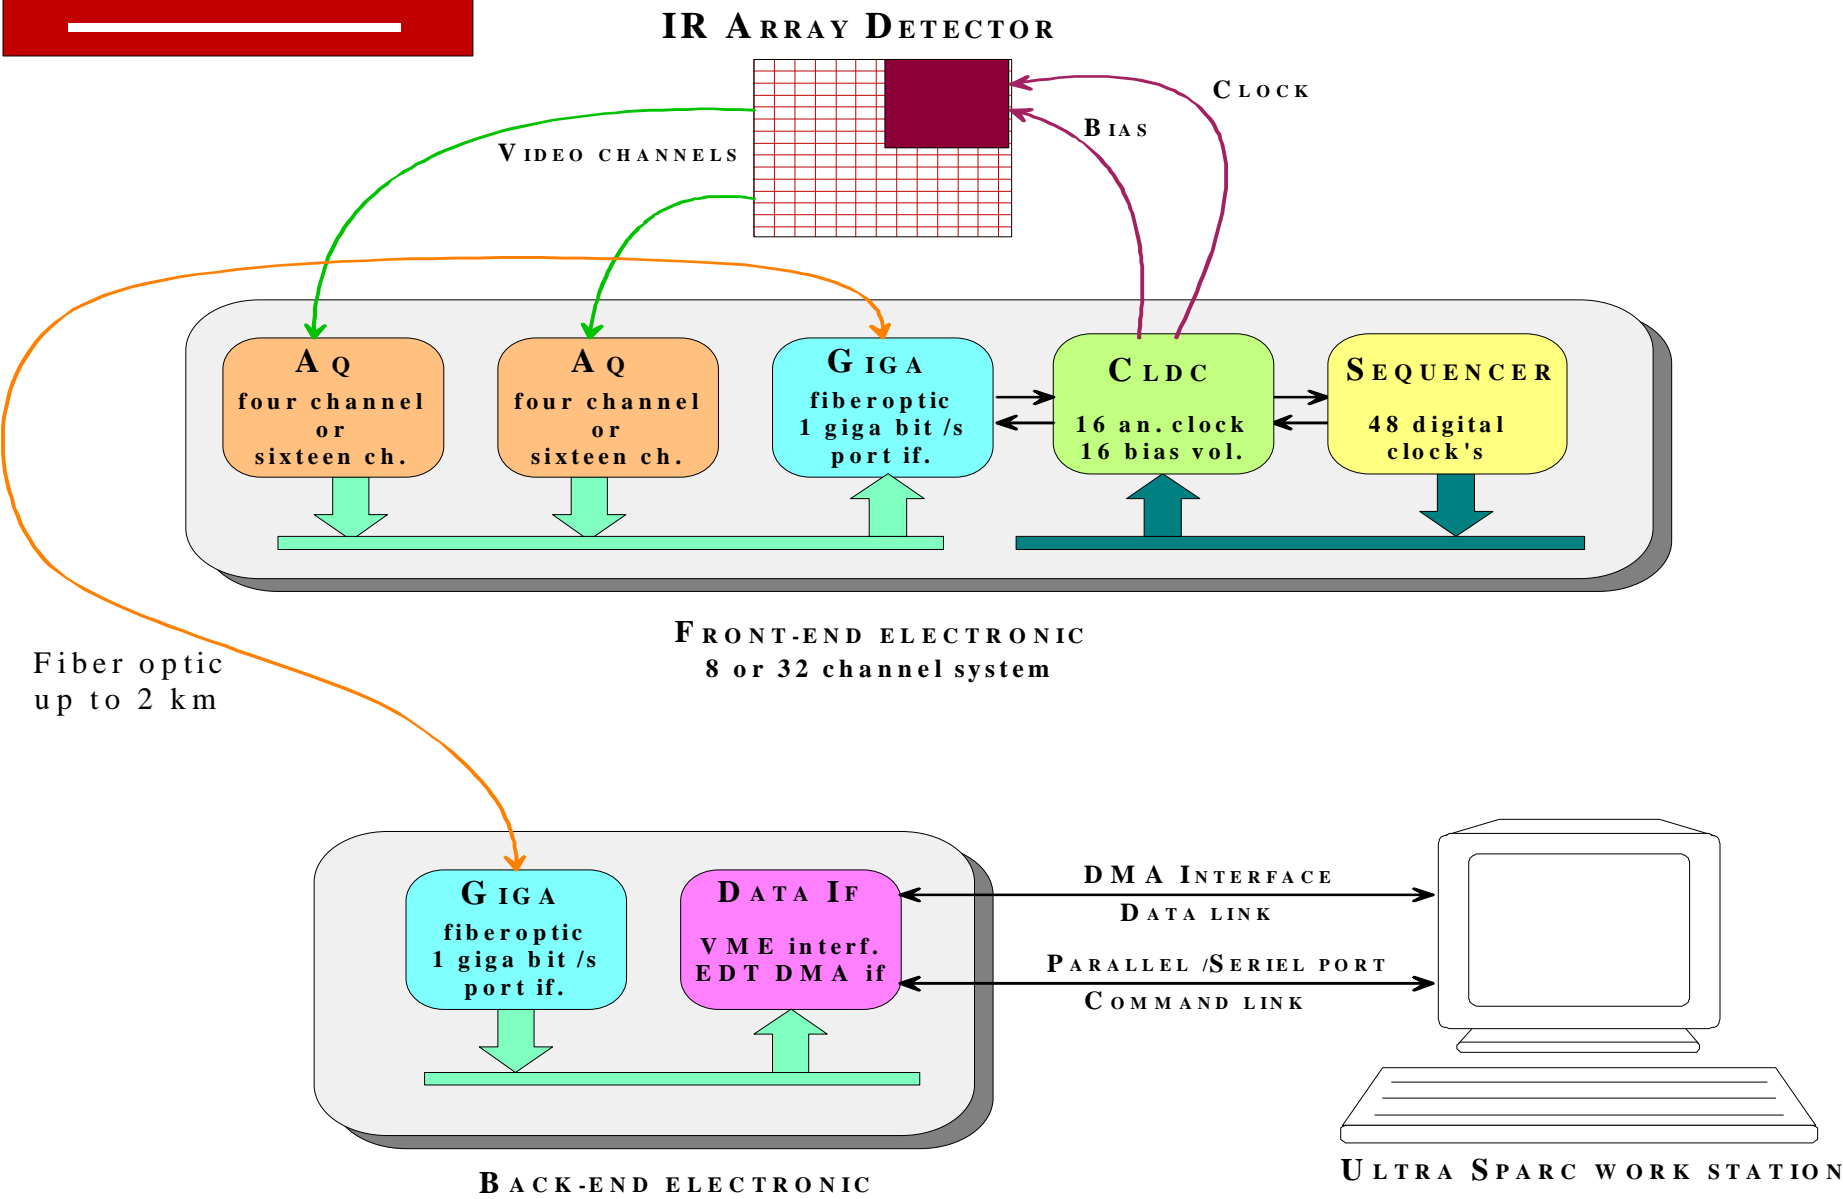 IR ARRAY DETECTOR
CLOCK
BIAS
VIDEO CHANNELS
AQ
four channel
or
sixteen ch.
AQ
four channel
or
sixteen ch.
GIGA
fiberoptic
1 giga bit /s
port if.
CLDC
16 an. clock
16 bias vol.
SEQUENCER
48 digital
clock's
FRONT-END ELECTRONIC
8 or 32 channel system
Fiber optic
up to 2 km
GIGA
fiberoptic
1 giga bit /s
port if.
DATA IF
VME interf.
EDT DMA if
DMA INTERFACE
DATA LINK
PARALLEL /SERIEL PORT
COMMAND LINK
BACK-END ELECTRONIC
ULTRA SPARC WORK STATION